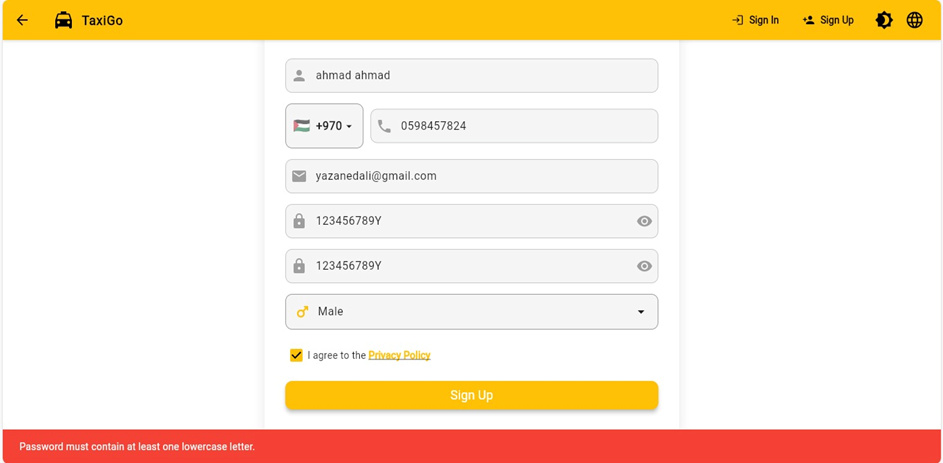 TaxiGo
Sign In
Sign Up
ahmad ahmad
+970
0598457824
yazanedali@gmail.com
123456789Y
123456789Y
Male
I agree to the Privacy Policy
Sign Up
Password must contain at least one lowercase letter.